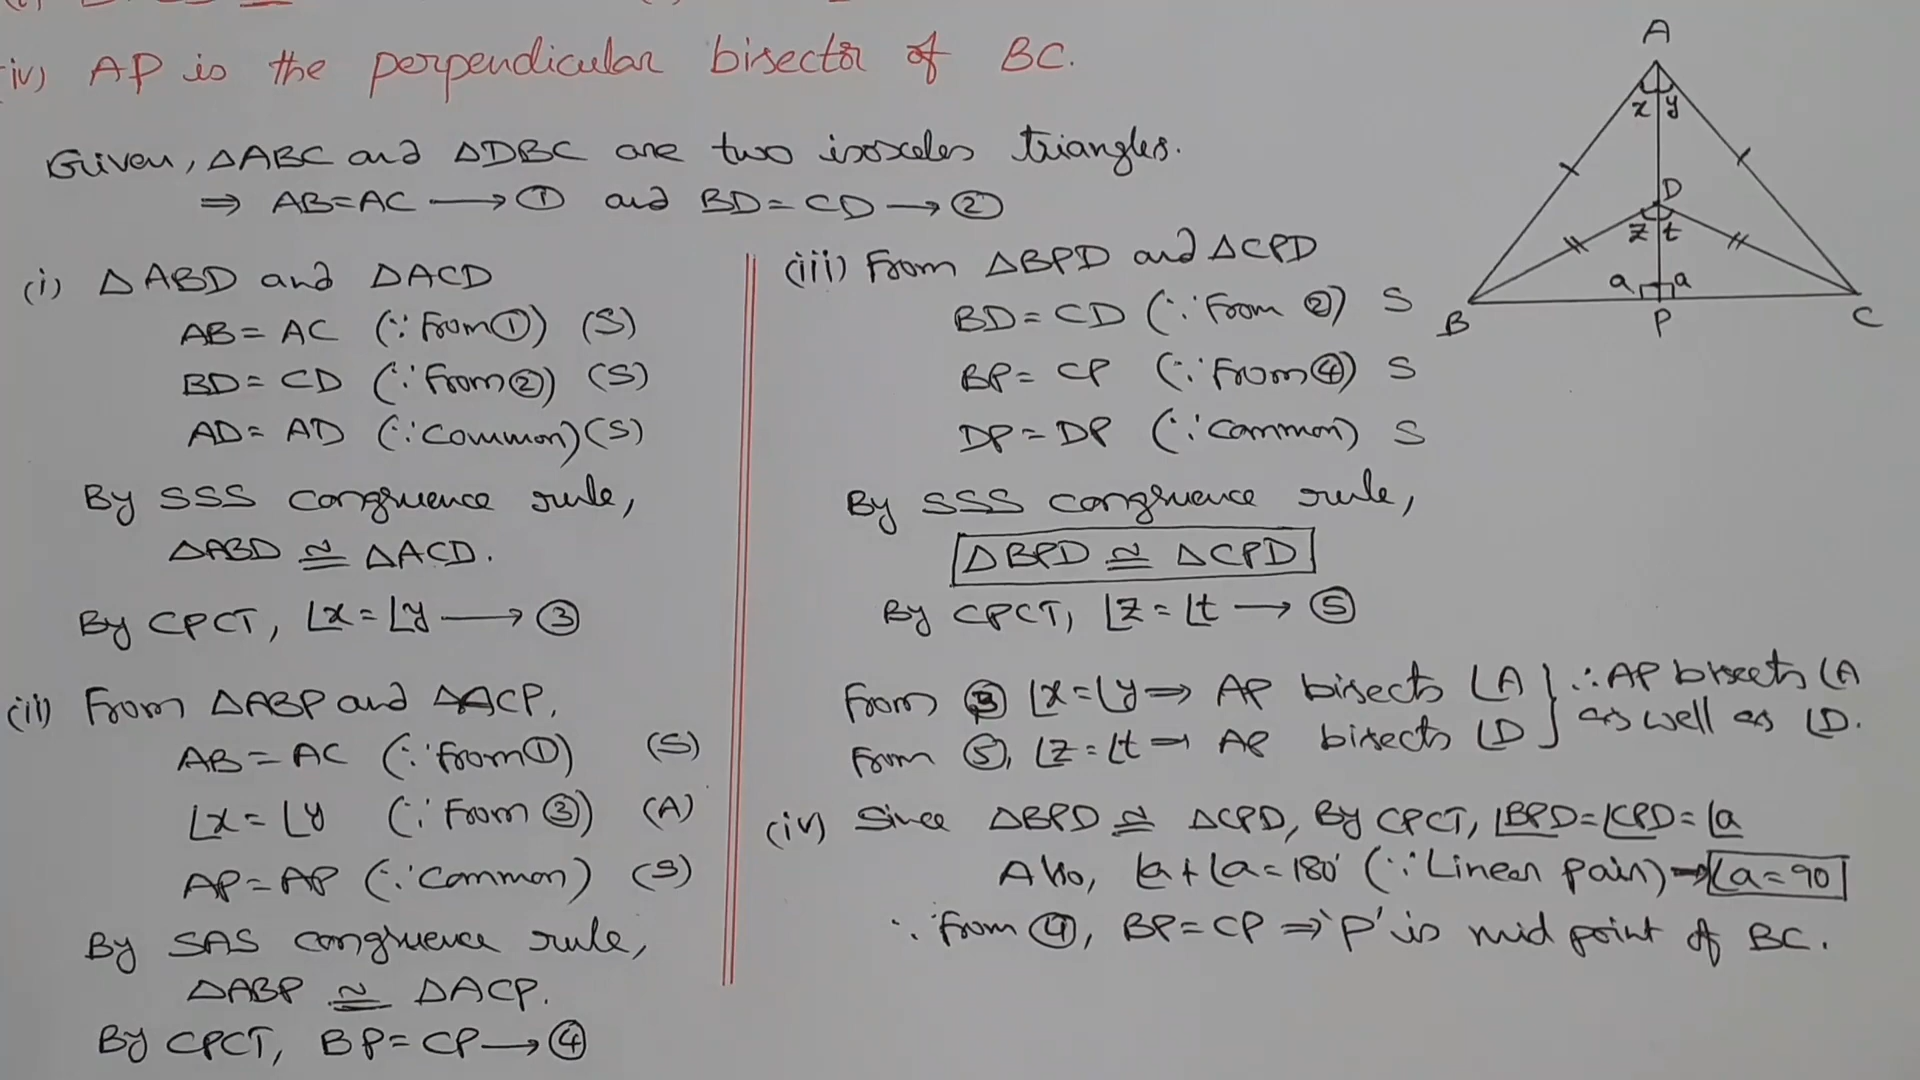 iv) AP is the perpendicular bisector of BC.
Given, △ABC and △DBC are two isosceles triangles.
⇒ AB=AC ⟶ ① and BD=CD ⟶ ②
(i) △ABD and △ACD
AB = AC (∵ From ①) (S)
BD = CD (∵ From ②) (S)
AD = AD (∵ Common) (S)
By SSS congruence rule,
△ABD ≅ △ACD.
By CPCT, ∠x = ∠y ⟶ ③
(ii) From △ABP and △ACP,
AB = AC (∵ From ①) (S)
∠x = ∠y (∵ From ③) (A)
AP = AP (∵ Common) (S)
By SAS congruence rule,
△ABP ≅ △ACP.
By CPCT, BP = CP ⟶ ④
(iii) From △BPD and △CPD
BD = CD (∵ From ②) S
BP = CP (∵ From ④) S
DP = DP (∵ Common) S
By SSS congruence rule,
△BPD ≅ △CPD
By CPCT, ∠z = ∠t ⟶ ⑤
From ③ ∠x = ∠y ⇒ AP bisects ∠A
From ⑤, ∠z = ∠t ⇒ AP bisects ∠D
∴ AP bisects ∠A
as well as ∠D.
(iv) Since △BPD ≅ △CPD, By CPCT, ∠BPD = ∠CPD = ∠a
Also, ∠a + ∠a = 180° (∵ Linear pair) ⇒ ∠a = 90
∴ From ④, BP = CP ⇒ 'P' is mid point of BC.
A
x y
D
z t
a a
B P C